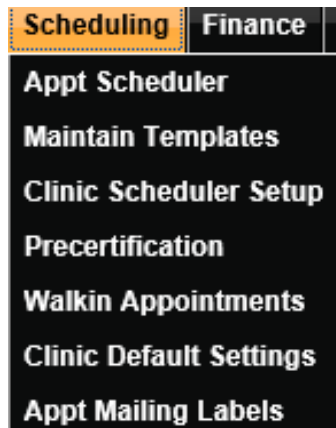 Scheduling Finance
Appt Scheduler
Maintain Templates
Clinic Scheduler Setup
Precertification
Walkin Appointments
Clinic Default Settings
Appt Mailing Labels